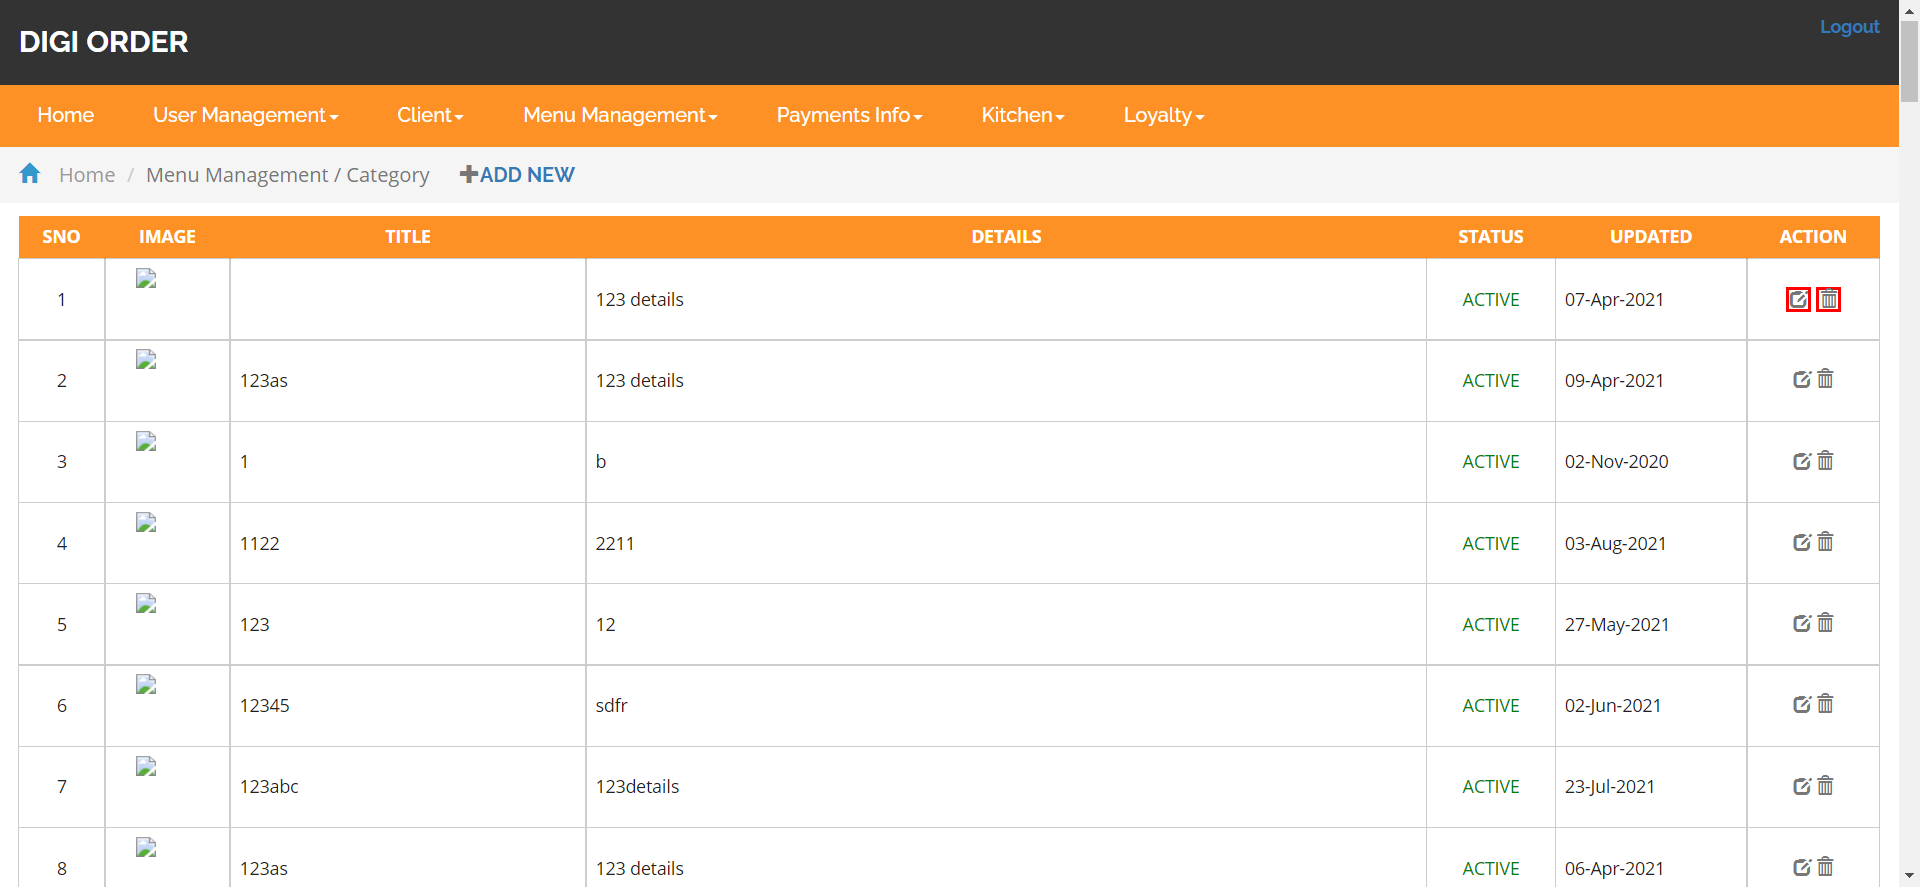 Logout
DIGI ORDER
Home User Management Client Menu Management Payments Info Kitchen Loyalty
Home / Menu Management / Category ADD NEW
SNO IMAGE TITLE DETAILS STATUS UPDATED ACTION
1 123 details ACTIVE 07-Apr-2021
2 123as 123 details ACTIVE 09-Apr-2021
3 1 b ACTIVE 02-Nov-2020
4 1122 2211 ACTIVE 03-Aug-2021
5 123 12 ACTIVE 27-May-2021
6 12345 sdfr ACTIVE 02-Jun-2021
7 123abc 123details ACTIVE 23-Jul-2021
8 123as 123 details ACTIVE 06-Apr-2021